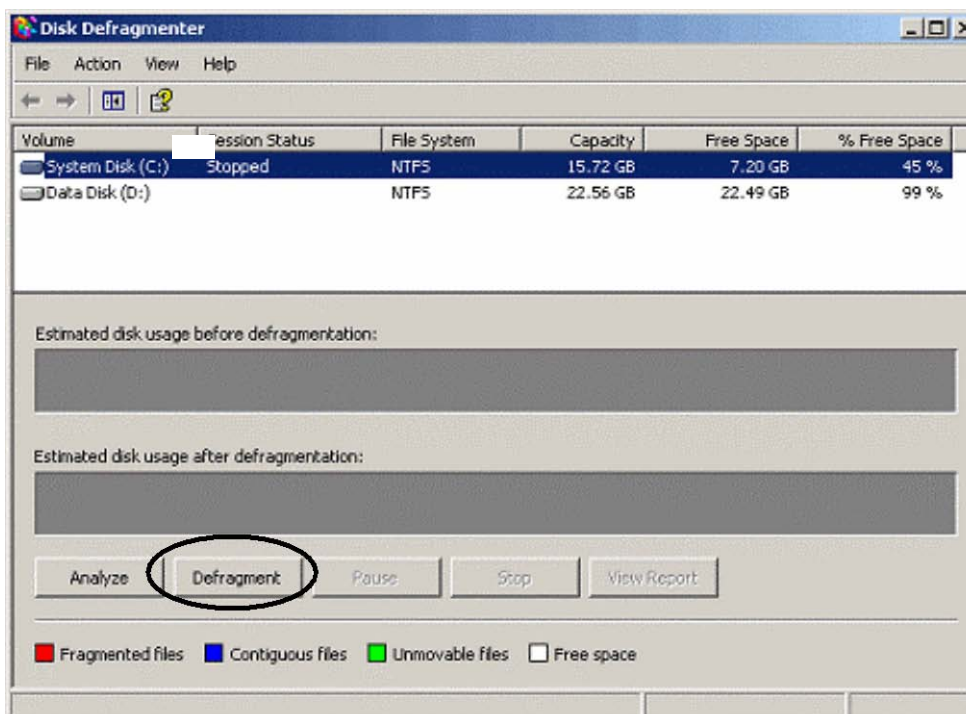 Disk Defragmenter
File Action View Help
Volume ession Status File System Capacity Free Space % Free Space
System Disk (C:) Stopped NTFS 15.72 GB 7.20 GB 45 %
Data Disk (D:) NTFS 22.56 GB 22.49 GB 99 %
Estimated disk usage before defragmentation:
Estimated disk usage after defragmentation:
Analyze Defragment Pause Stop View Report
Fragmented files Contiguous files Unmovable files Free space